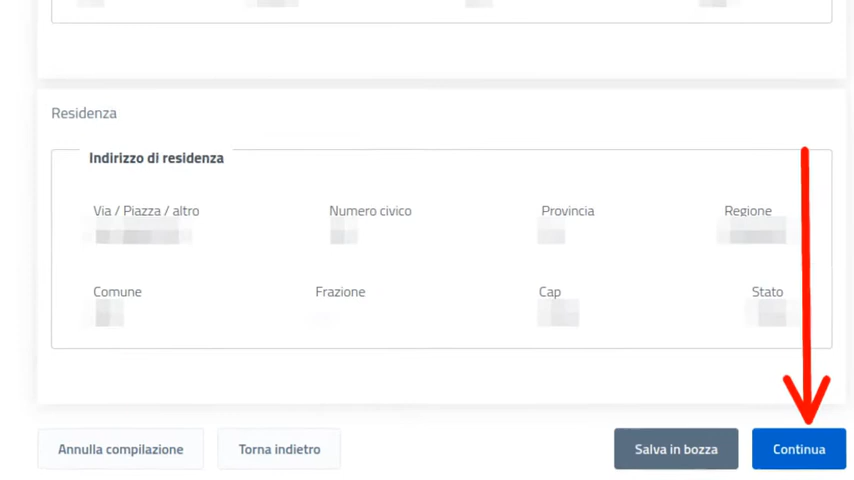 Residenza
Indirizzo di residenza
Via / Piazza / altro Numero civico Provincia Regione
Comune Frazione Cap Stato
Annulla compilazione Torna indietro Salva in bozza Continua